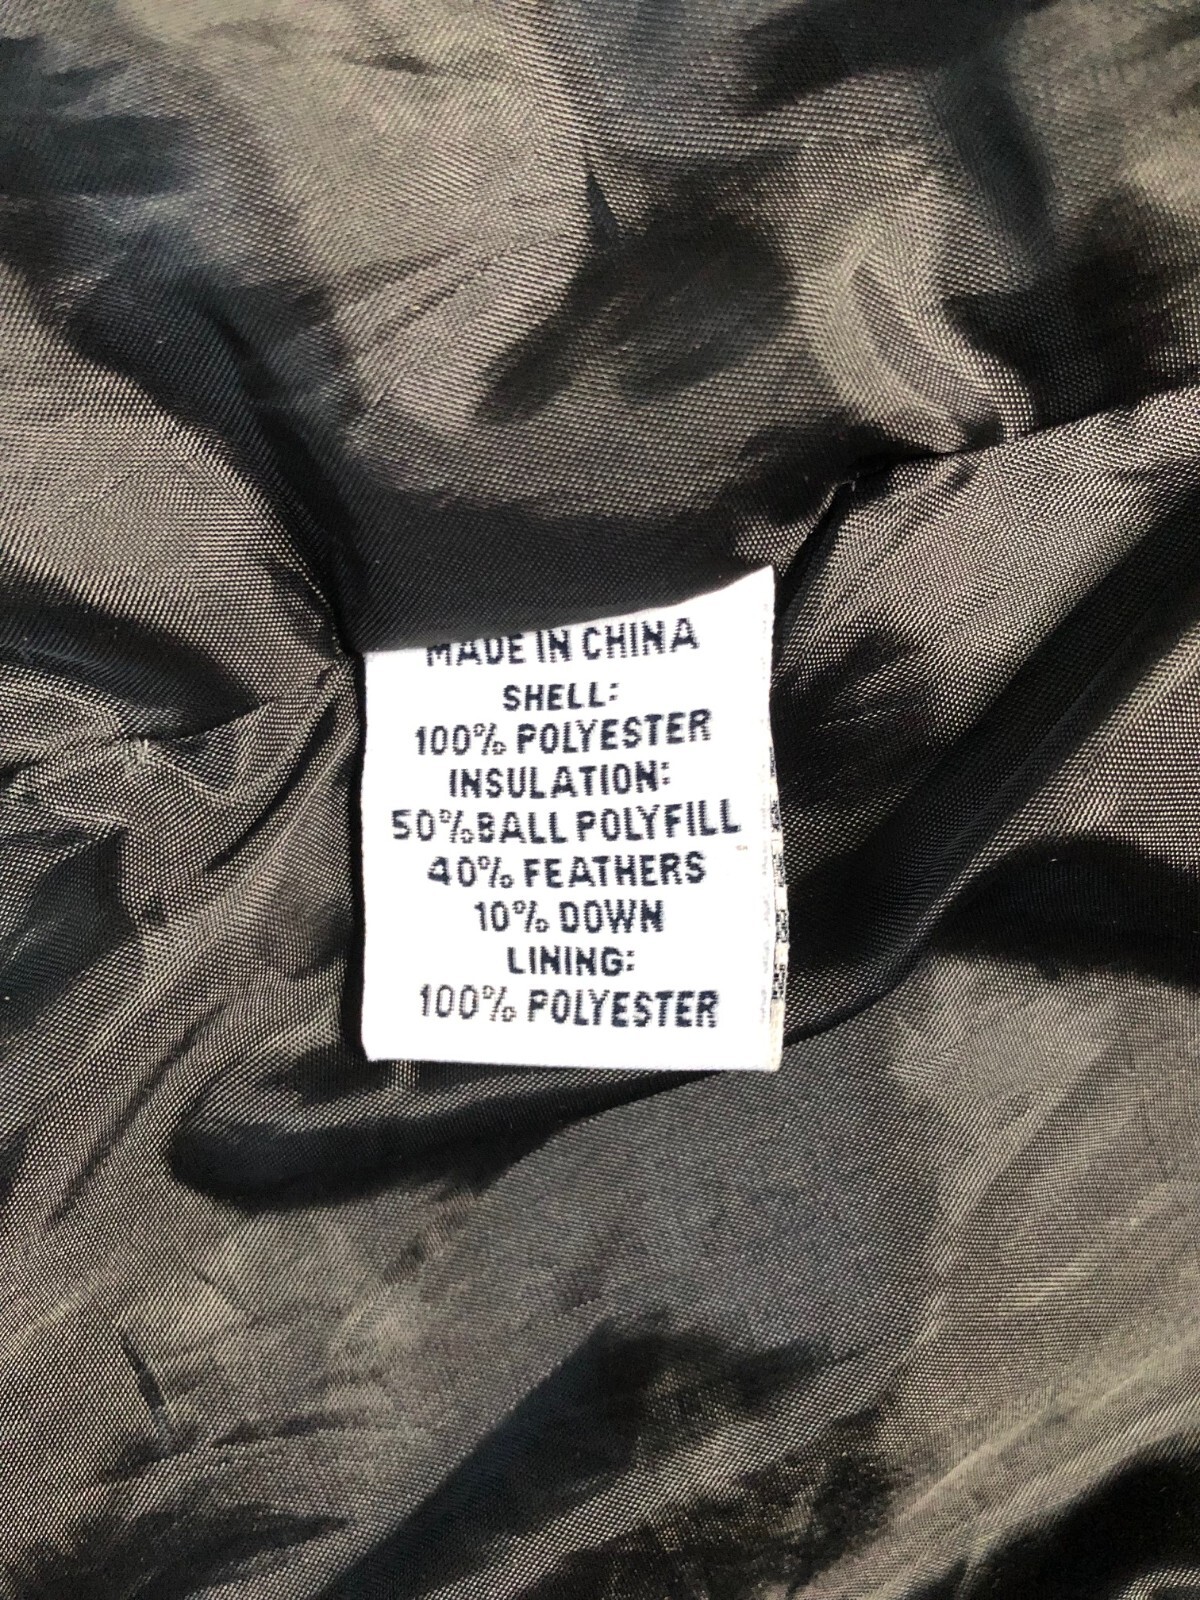 MADE IN CHINA
SHELL:
100% POLYESTER
INSULATION:
50%BALL POLYFILL
40% FEATHERS
10% DOWN
LINING:
100% POLYESTER